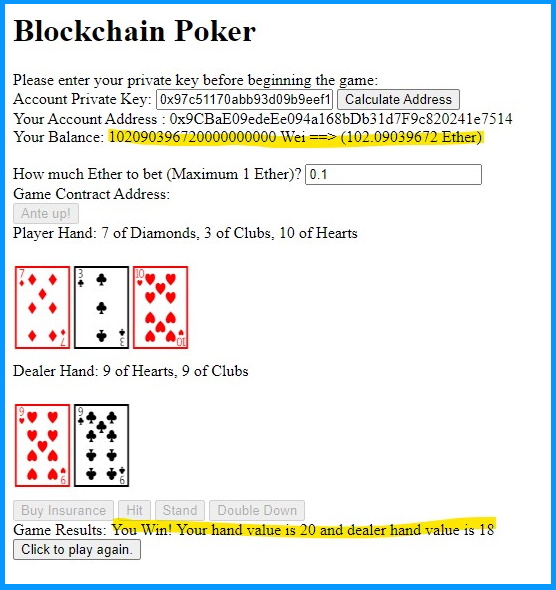 Blockchain Poker
Please enter your private key before beginning the game:
Account Private Key: 0x97c51170abb93d09b9eef1 Calculate Address
Your Account Address : 0x9CBaE09edeEe094a168bDb31d7F9c820241e7514
Your Balance: 102090396720000000000 Wei ==> (102.09039672 Ether)
How much Ether to bet (Maximum 1 Ether)? 0.1
Game Contract Address:
Ante up!
Player Hand: 7 of Diamonds, 3 of Clubs, 10 of Hearts
7 3 10
7 3 10
Dealer Hand: 9 of Hearts, 9 of Clubs
9 9
9 9
Buy Insurance Hit Stand Double Down
Game Results: You Win! Your hand value is 20 and dealer hand value is 18
Click to play again.